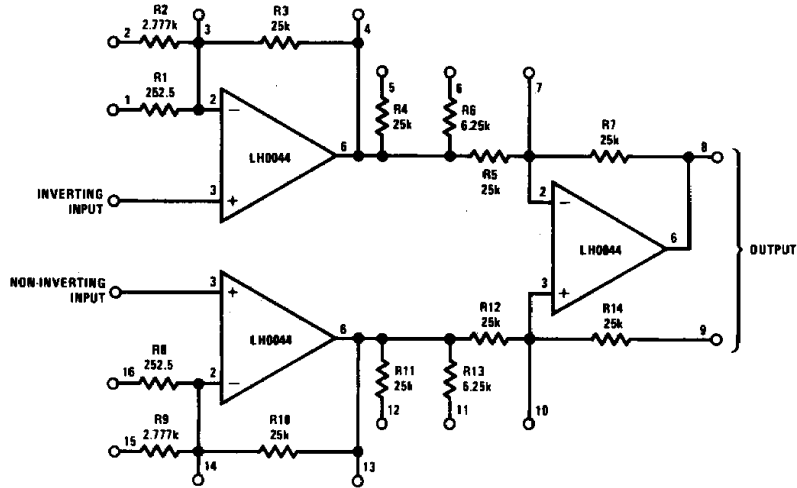 2
R2
2.777k
3
R3
25k
4
1
R1
252.5
2
−
LH0044
6
5
R4
25k
6
R6
6.25k
7
R5
25k
R7
25k
8
INVERTING
INPUT
3
+
2
−
LH0044
6
3
+
OUTPUT
NON-INVERTING
INPUT
3
+
LH0044
6
2
−
R12
25k
R14
25k
9
16
R8
252.5
R11
25k
12
R13
6.25k
11
10
15
R9
2.777k
14
R10
25k
13